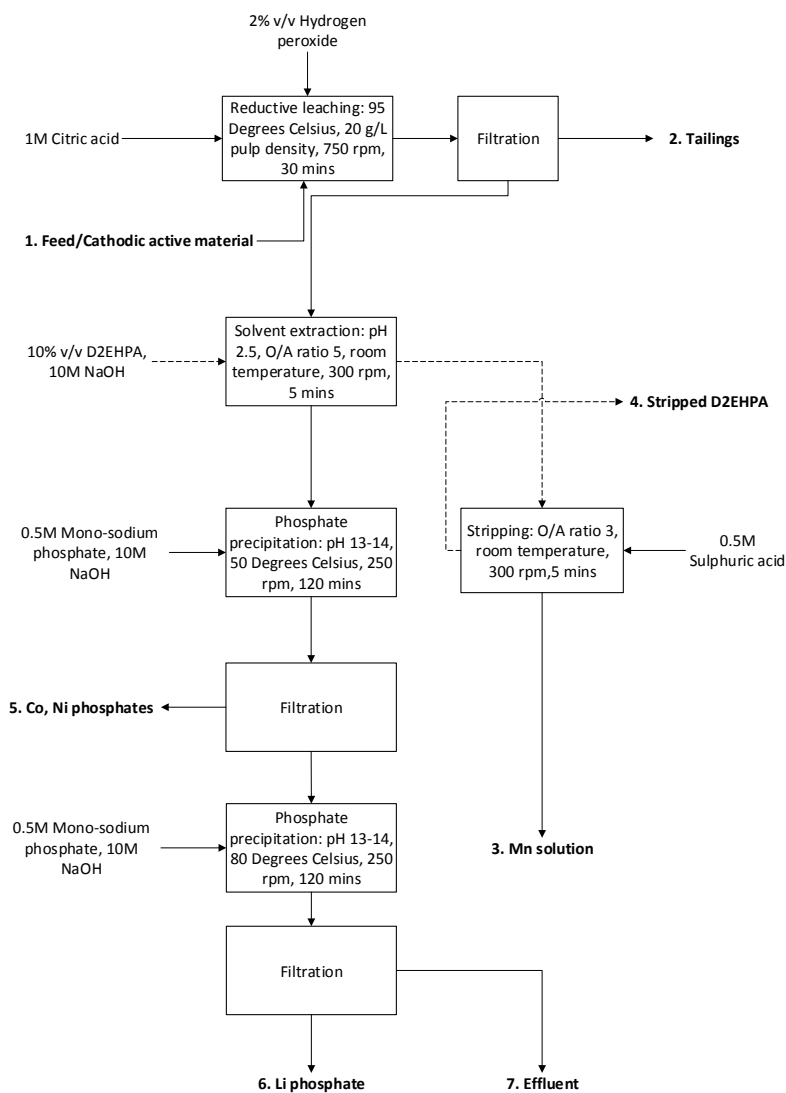 2% v/v Hydrogen
peroxide
Reductive leaching: 95
Degrees Celsius, 20 g/L
pulp density, 750 rpm,
30 mins
1M Citric acid
Filtration
2. Tailings
1. Feed/Cathodic active material
Solvent extraction: pH
2.5, O/A ratio 5, room
temperature, 300 rpm,
5 mins
10% v/v D2EHPA,
10M NaOH
4. Stripped D2EHPA
Phosphate
precipitation: pH 13-14,
50 Degrees Celsius, 250
rpm, 120 mins
0.5M Mono-sodium
phosphate, 10M
NaOH
Stripping: O/A ratio 3,
room temperature,
300 rpm,5 mins
0.5M
Sulphuric acid
5. Co, Ni phosphates
Filtration
Phosphate
precipitation: pH 13-14,
80 Degrees Celsius, 250
rpm, 120 mins
0.5M Mono-sodium
phosphate, 10M
NaOH
3. Mn solution
Filtration
6. Li phosphate
7. Effluent